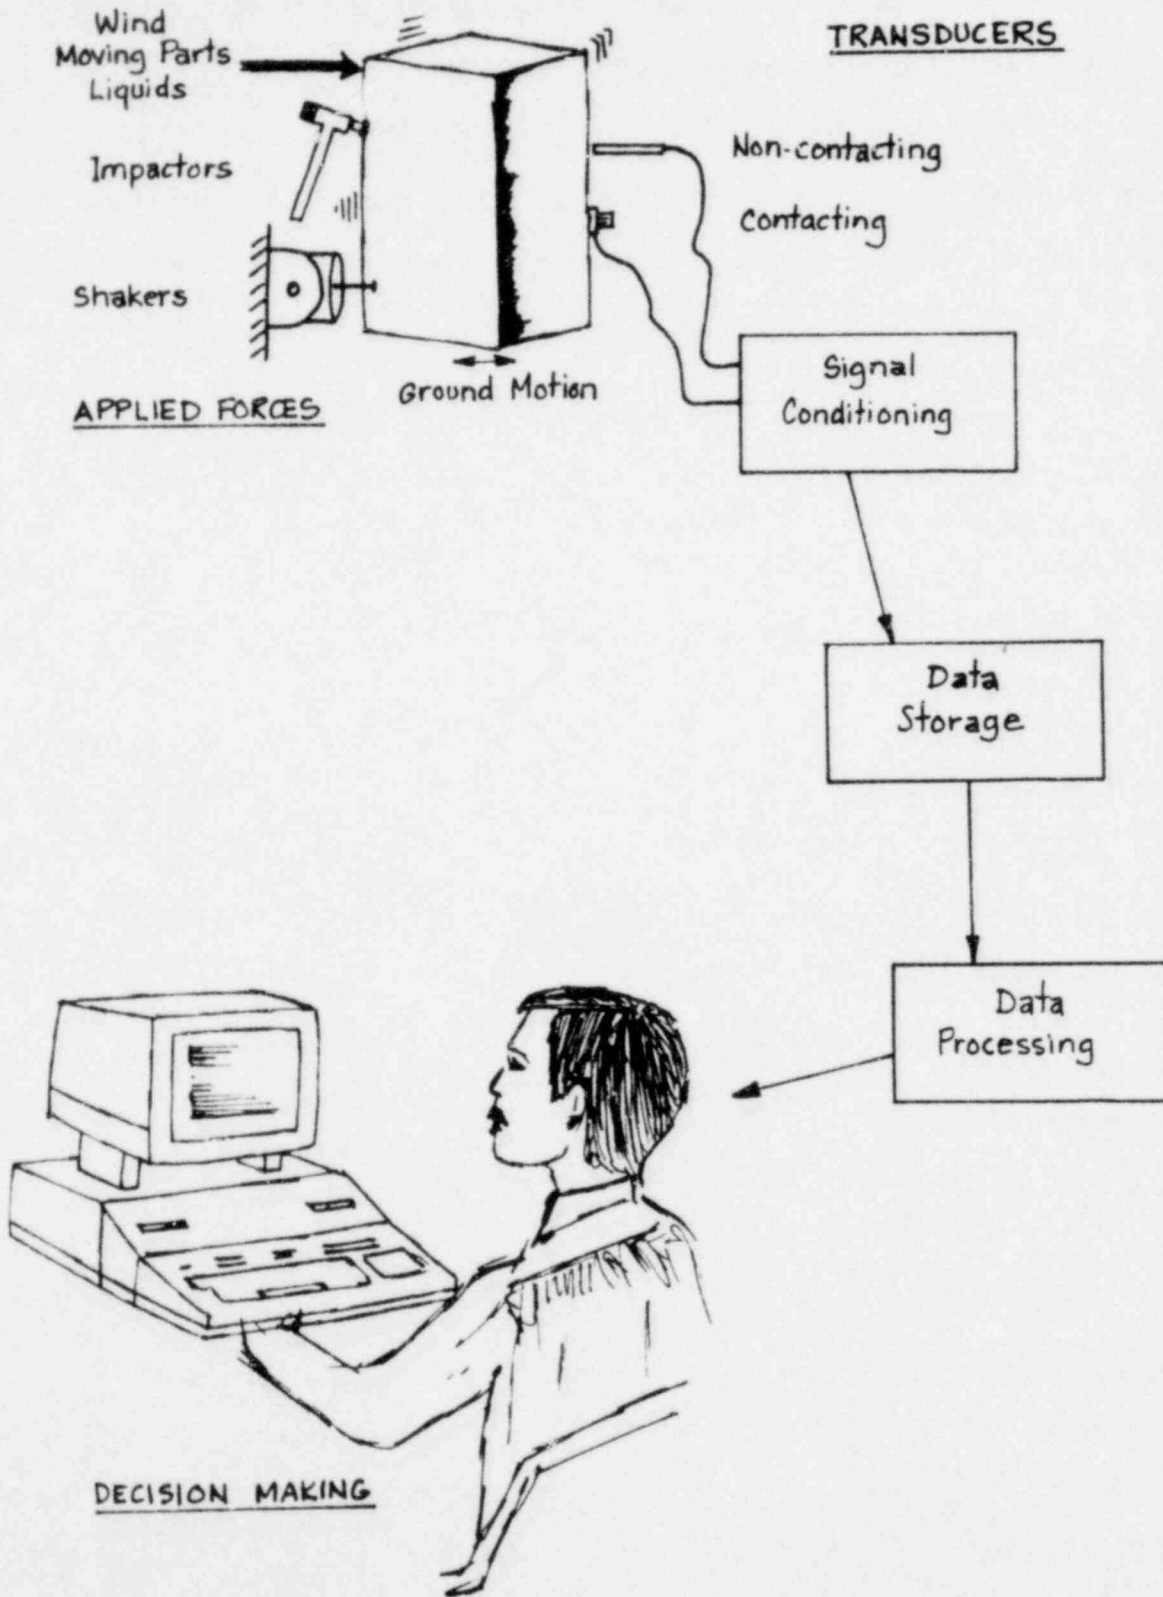 Wind
Moving Parts
Liquids
Impactors
Shakers
APPLIED FORCES
Ground Motion
TRANSDUCERS
Non-contacting
Contacting
Signal
Conditioning
Data
Storage
Data
Processing
DECISION MAKING